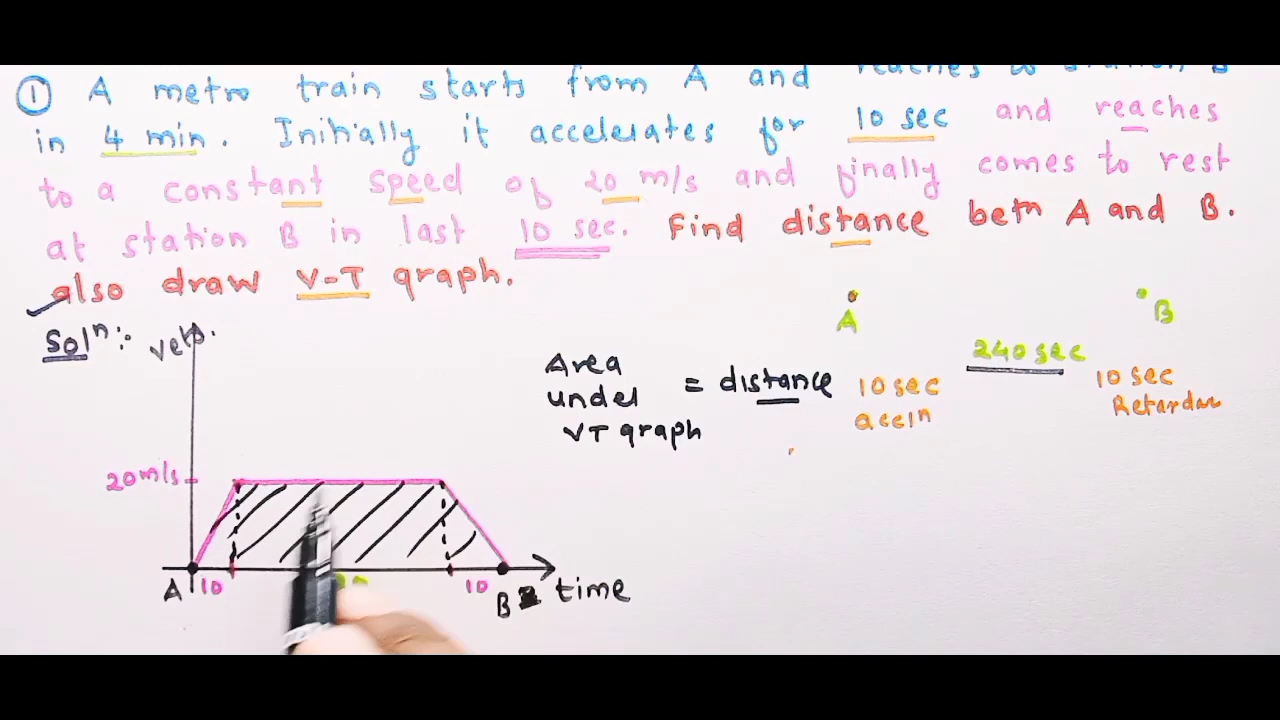 ① A metro train starts from A and reaches to station B
in 4 min. Initially it accelerates for 10 sec and reaches
to a constant speed of 20 m/s and finally comes to rest
at station B in last 10 sec. Find distance betn A and B.
also draw V-T graph.
Solⁿ:
Velo.
Area
under
VT graph
= distance
A
B
240 sec
10 sec
accln
10 sec
20m/s
A
10
10
B
time